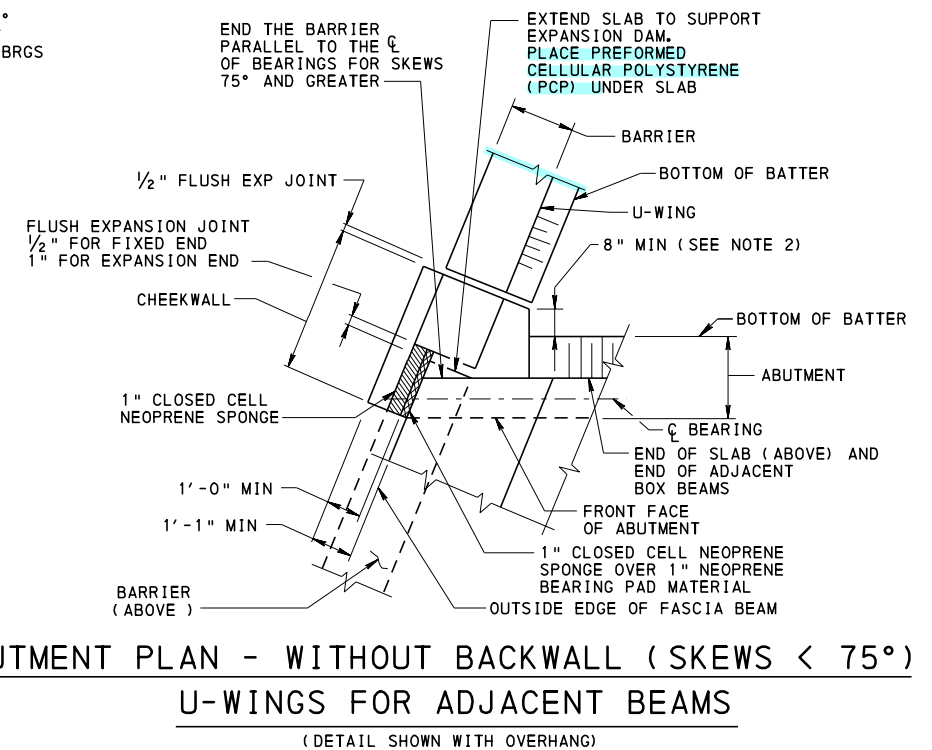 °
BRGS
END THE BARRIER
PARALLEL TO THE ℄
OF BEARINGS FOR SKEWS
75° AND GREATER
EXTEND SLAB TO SUPPORT
EXPANSION DAM.
PLACE PREFORMED
CELLULAR POLYSTYRENE
(PCP) UNDER SLAB
BARRIER
½" FLUSH EXP JOINT
BOTTOM OF BATTER
U-WING
FLUSH EXPANSION JOINT
½" FOR FIXED END
1" FOR EXPANSION END
8" MIN (SEE NOTE 2)
CHEEKWALL
BOTTOM OF BATTER
ABUTMENT
1" CLOSED CELL
NEOPRENE SPONGE
℄ BEARING
END OF SLAB (ABOVE) AND
END OF ADJACENT
BOX BEAMS
1'-0" MIN
FRONT FACE
OF ABUTMENT
1'-1" MIN
1" CLOSED CELL NEOPRENE
SPONGE OVER 1" NEOPRENE
BEARING PAD MATERIAL
BARRIER
(ABOVE)
OUTSIDE EDGE OF FASCIA BEAM
UTMENT PLAN - WITHOUT BACKWALL (SKEWS < 75°)
U-WINGS FOR ADJACENT BEAMS
(DETAIL SHOWN WITH OVERHANG)